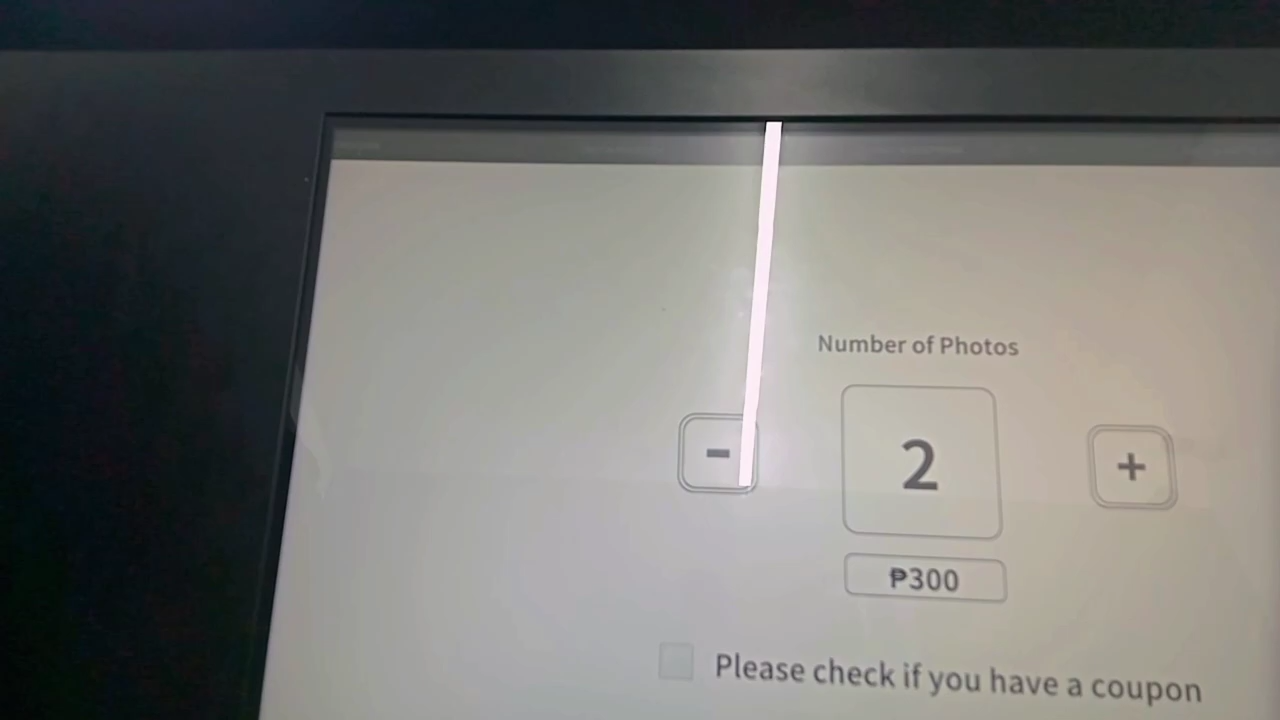 Number of Photos
- 2 +
₱300
Please check if you have a coupon